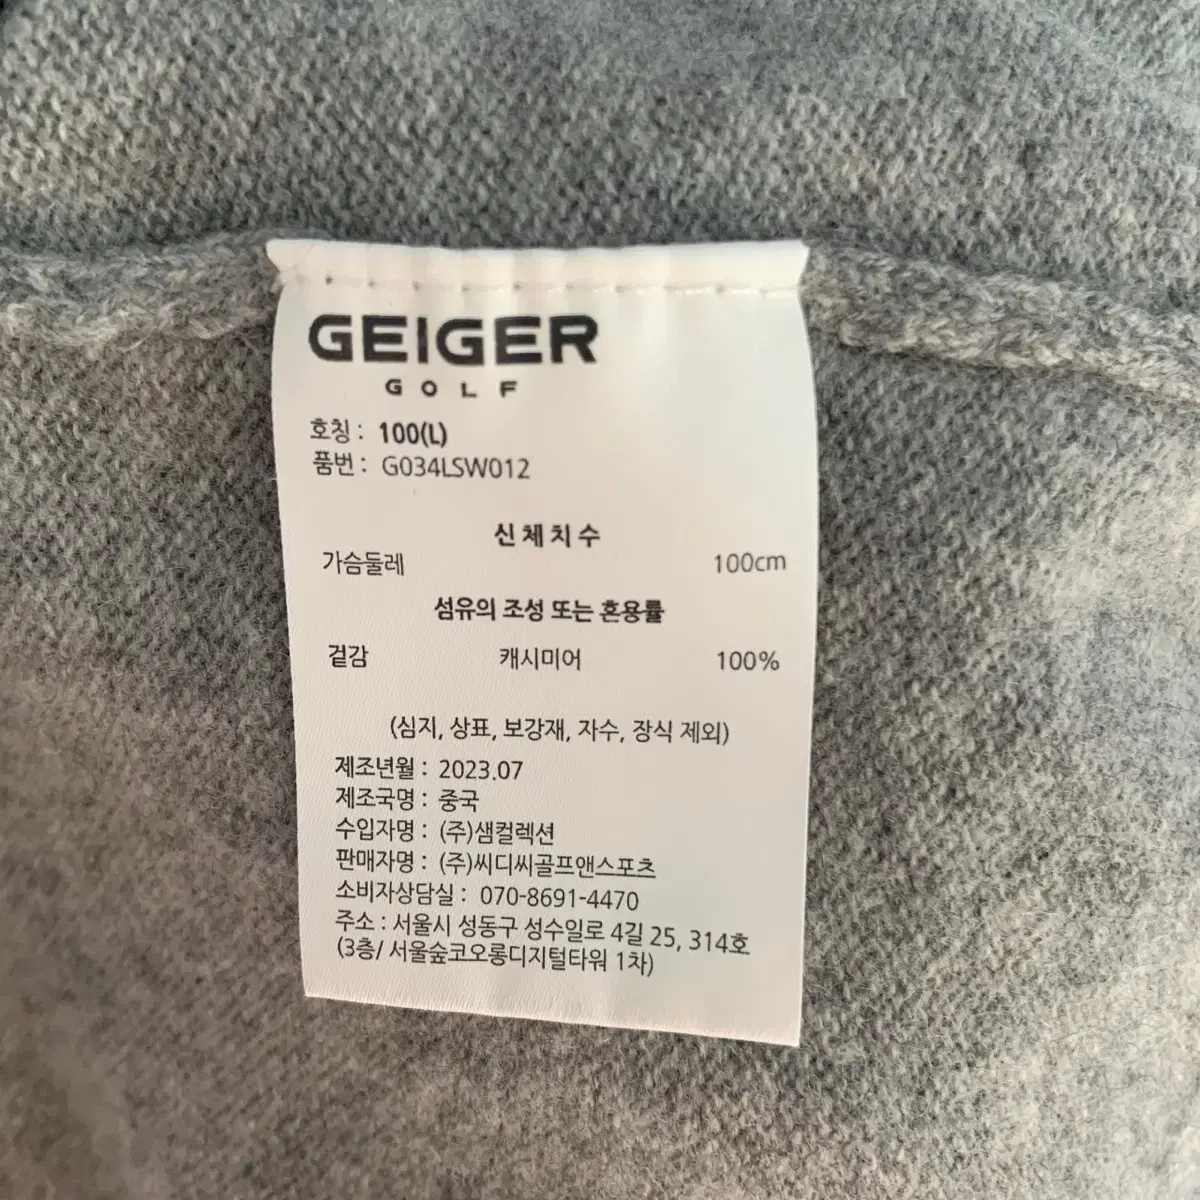 GEIGER
GOLF
호칭 : 100(L)
품번 : G034LSW012
신체치수
가슴둘레 100cm
섬유의 조성 또는 혼용률
겉감 캐시미어 100%
(심지, 상표, 보강재, 자수, 장식 제외)
제조년월 : 2023.07
제조국명 : 중국
수입자명 : (주)샘컬렉션
판매자명 : (주)씨디씨골프앤스포츠
소비자상담실 : 070-8691-4470
주소 : 서울시 성동구 성수일로 4길 25, 314호
(3층/ 서울숲코오롱디지털타워 1차)